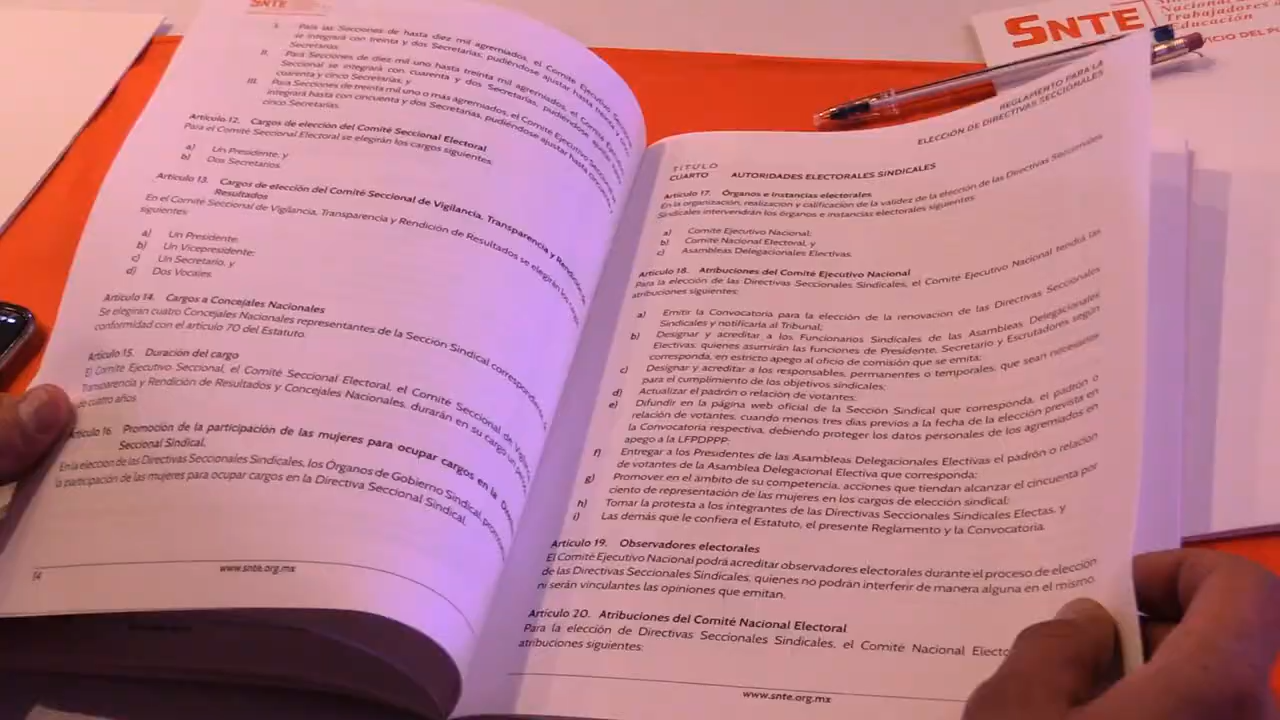 SNTE
I. Para las Secciones de hasta diez mil agremiados, el Comité Ejecutivo
se integrará con treinta y dos Secretarías, pudiéndose ajustar hasta treinta y
Secretarías;
II. Para Secciones de diez mil uno hasta treinta mil agremiados, el Comité
Seccional se integrará con cuarenta y dos Secretarías, pudiéndose
cuarenta y cinco Secretarías; y
III. Para Secciones de treinta mil uno o más agremiados, el Comité Ejecutivo Seccional se
integrará hasta con cincuenta y dos Secretarías, pudiéndose ajustar hasta cincuenta y
cinco Secretarías.
Artículo 12. Cargos de elección del Comité Seccional Electoral
Para el Comité Seccional Electoral se elegirán los cargos siguientes:
a) Un Presidente; y
b) Dos Secretarios.
Artículo 13. Cargos de elección del Comité Seccional de Vigilancia, Transparencia y Rendición de
Resultados
En el Comité Seccional de Vigilancia, Transparencia y Rendición de Resultados se elegirán los cargos
siguientes:
a) Un Presidente;
b) Un Vicepresidente;
c) Un Secretario, y
d) Dos Vocales.
Artículo 14. Cargos a Concejales Nacionales
Se elegirán cuatro Concejales Nacionales representantes de la Sección Sindical correspondiente,
conformidad con el artículo 70 del Estatuto.
Artículo 15. Duración del cargo
El Comité Ejecutivo Seccional, el Comité Seccional Electoral, el Comité Seccional de Vigilancia,
Transparencia y Rendición de Resultados y Concejales Nacionales, durarán en su cargo un
de cuatro años.
Artículo 16. Promoción de la participación de las mujeres para ocupar cargos en la
Seccional Sindical.
En la elección de las Directivas Seccionales Sindicales, los Órganos de Gobierno Sindical,
la participación de las mujeres para ocupar cargos en la Directiva Seccional Sindical.
14
www.snte.org.mx
SNTE
Nacional
Trabajadores
Educación
REGLAMENTO PARA LA
ELECCIÓN DE DIRECTIVAS SECCIONALES
TÍTULO
CUARTO AUTORIDADES ELECTORALES SINDICALES
Artículo 17. Órganos e instancias electorales
En la organización, realización y calificación de la validez de la elección de las Directivas Seccionales
Sindicales intervendrán los órganos e instancias electorales siguientes:
a) Comité Ejecutivo Nacional;
b) Comité Nacional Electoral, y
c) Asambleas Delegacionales Electivas.
Artículo 18. Atribuciones del Comité Ejecutivo Nacional
Para la elección de las Directivas Seccionales Sindicales, el Comité Ejecutivo Nacional tendrá las
atribuciones siguientes:
a) Emitir la Convocatoria para la elección de la renovación de las Directivas Seccionales
Sindicales y notificarla al Tribunal;
b) Designar y acreditar a los Funcionarios Sindicales de las Asambleas Delegacionales
Electivas; quienes asumirán las funciones de Presidente, Secretario y Escrutadores según
corresponda, en estricto apego al oficio de comisión que se emita;
c) Designar y acreditar a los responsables, permanentes o temporales, que sean necesarios
para el cumplimiento de los objetivos sindicales;
d) Actualizar el padrón o relación de votantes;
e) Difundir en la página web oficial de la Sección Sindical que corresponda, el padrón o
relación de votantes, cuando menos tres días previos a la fecha de la elección prevista en
la Convocatoria respectiva, debiendo proteger los datos personales de los agremiados en
apego a la LFPDPPP;
f) Entregar a los Presidentes de las Asambleas Delegacionales Electivas el padrón o relación
de votantes de la Asamblea Delegacional Electiva que corresponda;
g) Promover en el ámbito de su competencia, acciones que tiendan alcanzar el cincuenta por
ciento de representación de las mujeres en los cargos de elección sindical;
h) Tomar la protesta a los integrantes de las Directivas Seccionales Sindicales Electas, y
i) Las demás que le confiera el Estatuto, el presente Reglamento y la Convocatoria.
Artículo 19. Observadores electorales
El Comité Ejecutivo Nacional podrá acreditar observadores electorales durante el proceso de elección
de las Directivas Seccionales Sindicales, quienes no podrán interferir de manera alguna en el mismo
ni serán vinculantes las opiniones que emitan.
Artículo 20. Atribuciones del Comité Nacional Electoral
Para la elección de Directivas Seccionales Sindicales, el Comité Nacional
atribuciones siguientes:
www.snte.org.mx